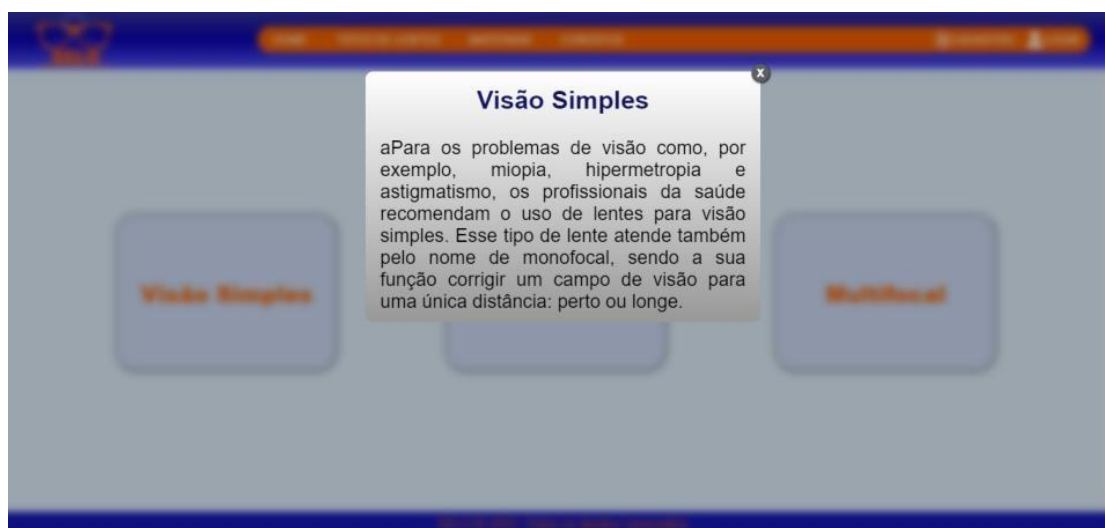 x
Visão Simples
aPara os problemas de visão como, por
exemplo, miopia, hipermetropia e
astigmatismo, os profissionais da saúde
recomendam o uso de lentes para visão
simples. Esse tipo de lente atende também
pelo nome de monofocal, sendo a sua
função corrigir um campo de visão para
uma única distância: perto ou longe.
Visão Simples
Multifocal